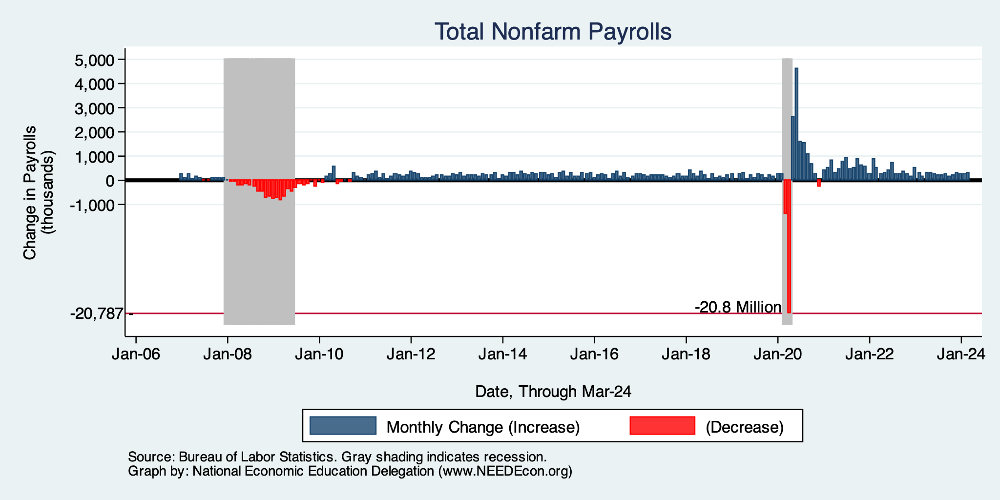 Total Nonfarm Payrolls
Change in Payrolls
(thousands)
5,000
4,000
3,000
2,000
1,000
0
-1,000
-20,787
-20.8 Million
Jan-06 Jan-08 Jan-10 Jan-12 Jan-14 Jan-16 Jan-18 Jan-20 Jan-22 Jan-24
Date, Through Mar-24
Monthly Change (Increase) (Decrease)
Source: Bureau of Labor Statistics. Gray shading indicates recession.
Graph by: National Economic Education Delegation (www.NEEDEcon.org)